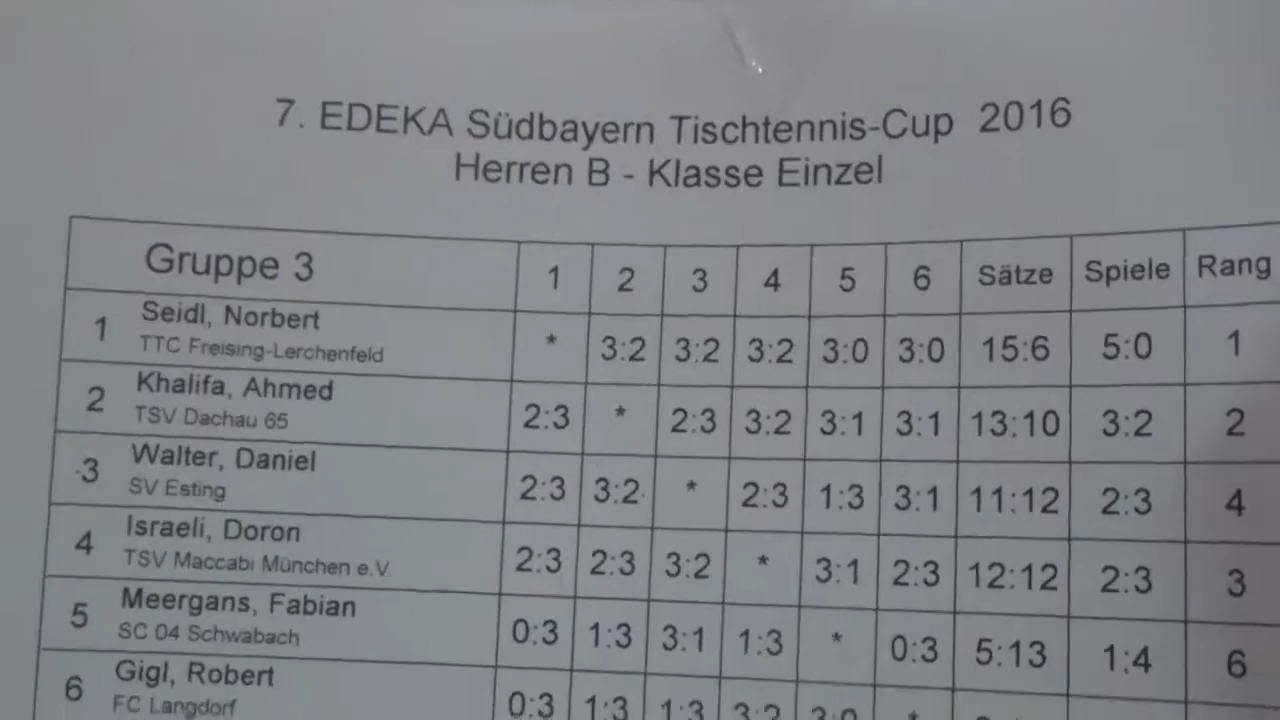 7. EDEKA Südbayern Tischtennis-Cup 2016
Herren B - Klasse Einzel
Gruppe 3 1 2 3 4 5 6 Sätze Spiele Rang
1 Seidl, Norbert * 3:2 3:2 3:2 3:0 3:0 15:6 5:0 1
TTC Freising-Lerchenfeld
2 Khalifa, Ahmed 2:3 * 2:3 3:2 3:1 3:1 13:10 3:2 2
TSV Dachau 65
3 Walter, Daniel 2:3 3:2 * 2:3 1:3 3:1 11:12 2:3 4
SV Esting
4 Israeli, Doron 2:3 2:3 3:2 * 3:1 2:3 12:12 2:3 3
TSV Maccabi München e.V
5 Meergans, Fabian 0:3 1:3 3:1 1:3 * 0:3 5:13 1:4 6
SC 04 Schwabach
6 Gigl, Robert 0:3 1:3 1:3 3:2 3:0 *
FC Langdorf